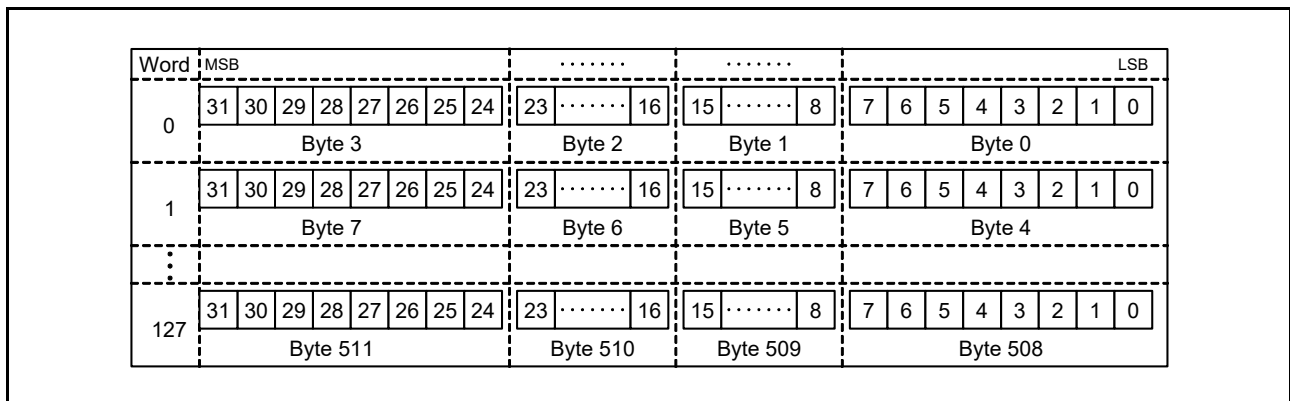 Word MSB ······· ······· LSB
0 31 30 29 28 27 26 25 24 23 ······· 16 15 ······· 8 7 6 5 4 3 2 1 0
Byte 3 Byte 2 Byte 1 Byte 0
1 31 30 29 28 27 26 25 24 23 ······· 16 15 ······· 8 7 6 5 4 3 2 1 0
Byte 7 Byte 6 Byte 5 Byte 4
⋮
127 31 30 29 28 27 26 25 24 23 ······· 16 15 ······· 8 7 6 5 4 3 2 1 0
Byte 511 Byte 510 Byte 509 Byte 508